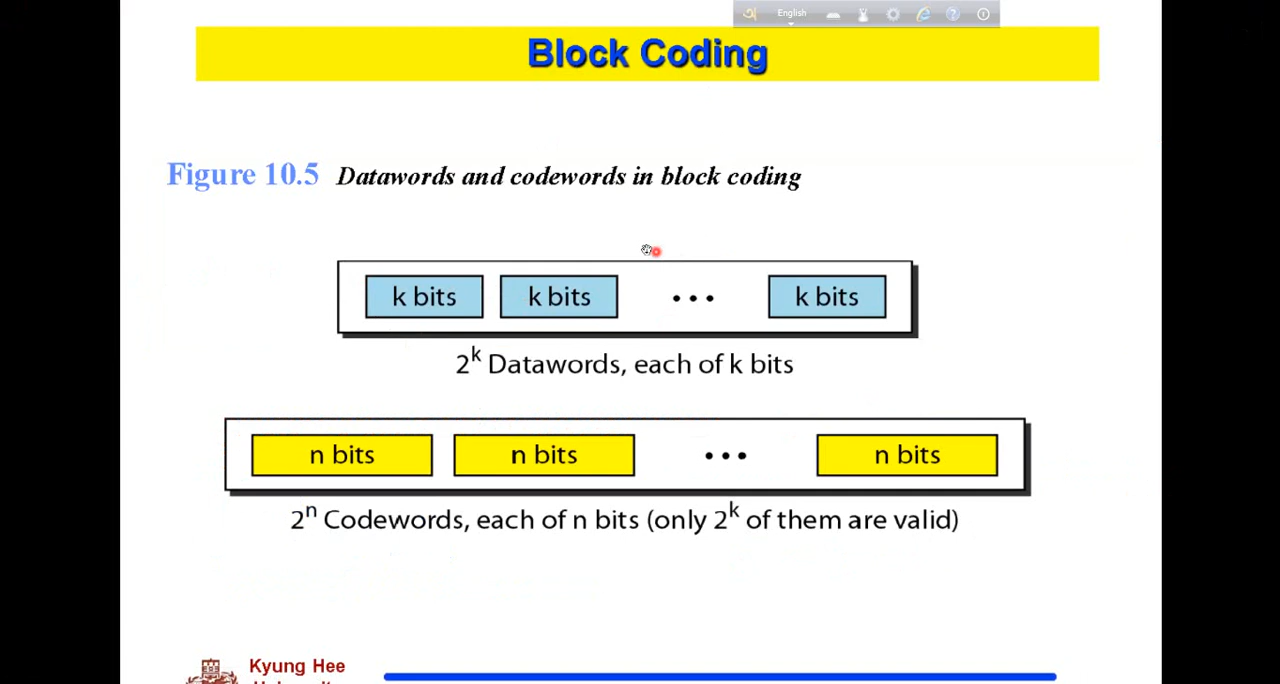 English
Block Coding
Figure 10.5 Datawords and codewords in block coding
k bits k bits ... k bits
2^k Datawords, each of k bits
n bits n bits ... n bits
2^n Codewords, each of n bits (only 2^k of them are valid)
Kyung Hee